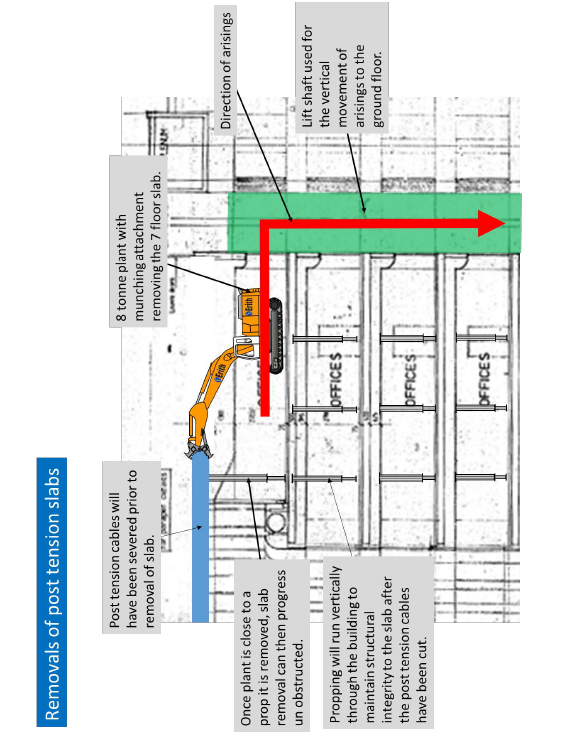 Removals of post tension slabs
Post tension cables will
have been severed prior to
removal of slab.
8 tonne plant with
munching attachment
removing the 7 floor slab.
Direction of arisings
Lift shaft used for
the vertical
movement of
arisings to the
ground floor.
Once plant is close to a
prop it is removed, slab
removal can then progress
un obstructed.
Propping will run vertically
through the building to
maintain structural
integrity to the slab after
the post tension cables
have been cut.
Erith
Erith
OFFICES
OFFICES
OFFICES
OFFICES